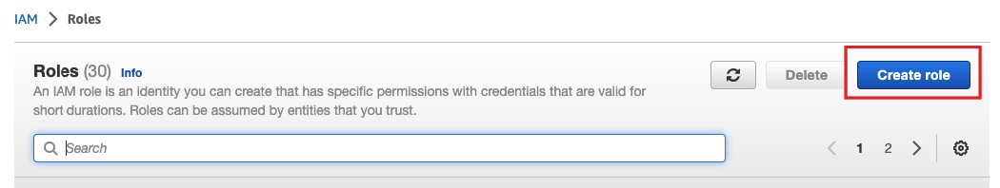 IAM > Roles
Roles (30) Info
Delete
Create role
An IAM role is an identity you can create that has specific permissions with credentials that are valid for
short durations. Roles can be assumed by entities that you trust.
Search
1 2